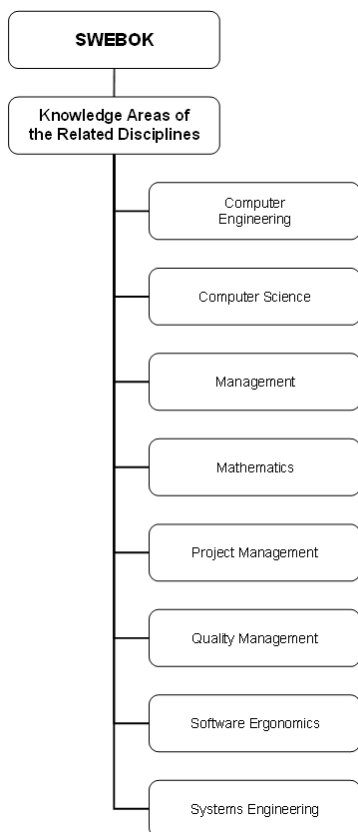 SWEBOK
Knowledge Areas of
the Related Disciplines
Computer
Engineering
Computer Science
Management
Mathematics
Project Management
Quality Management
Software Ergonomics
Systems Engineering